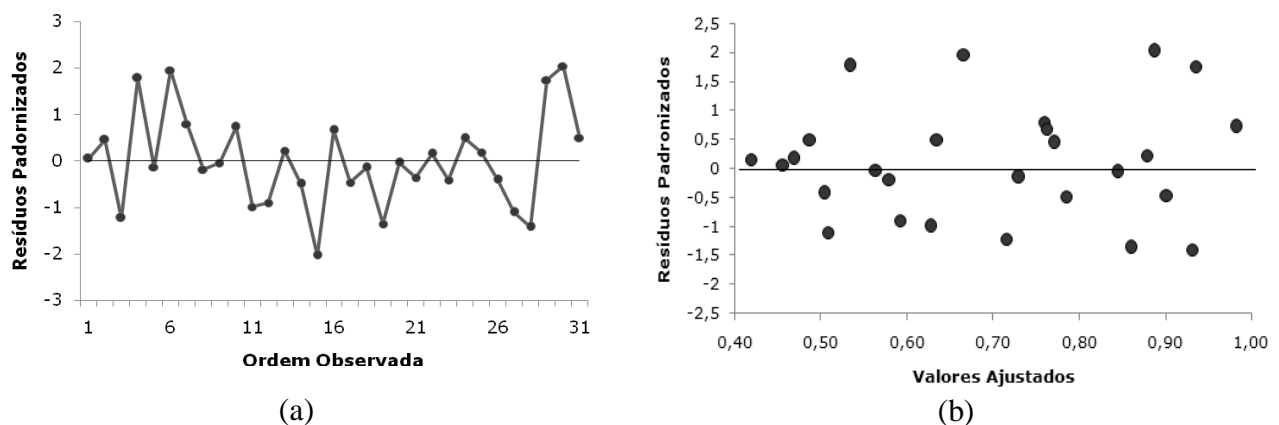 3
2
1
0
-1
-2
-3
Resíduos Padornizados
1 6 11 16 21 26 31
Ordem Observada
(a)
2,5
2
1,5
1
0,5
0
-0,5
-1
-1,5
-2
-2,5
Resíduos Padronizados
0,40 0,50 0,60 0,70 0,80 0,90 1,00
Valores Ajustados
(b)